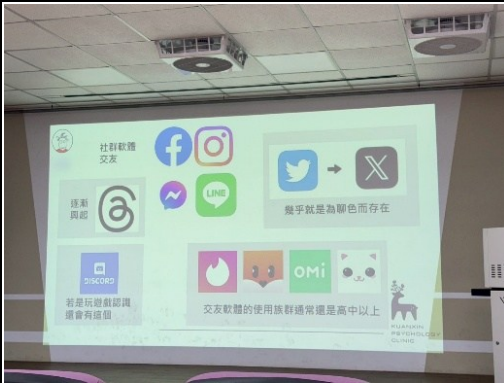 社群軟體
交友
LINE
逐漸
興起
幾乎就是為聊色而存在
DISCORD
若是玩遊戲認識
還會有這個
OMI
交友軟體的使用族群通常還是高中以上
HUANXIN
PSYCHOLOGY
CLINIC